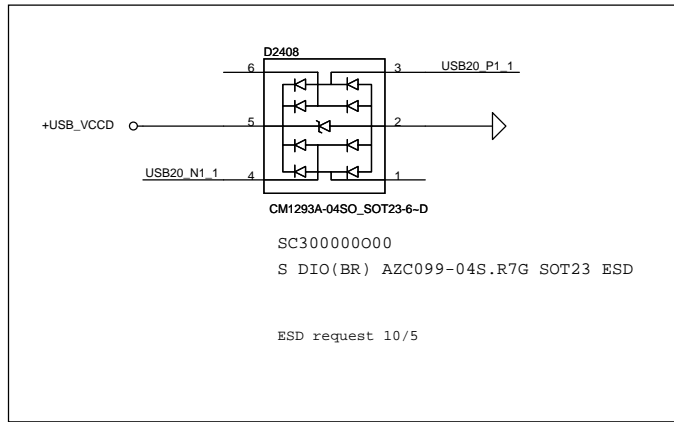 D2408
6
3
USB20_P1_1
+USB_VCCD
5
2
USB20_N1_1
4
1
CM1293A-04SO_SOT23-6~D
SC300000O00
S DIO(BR) AZC099-04S.R7G SOT23 ESD
ESD request 10/5